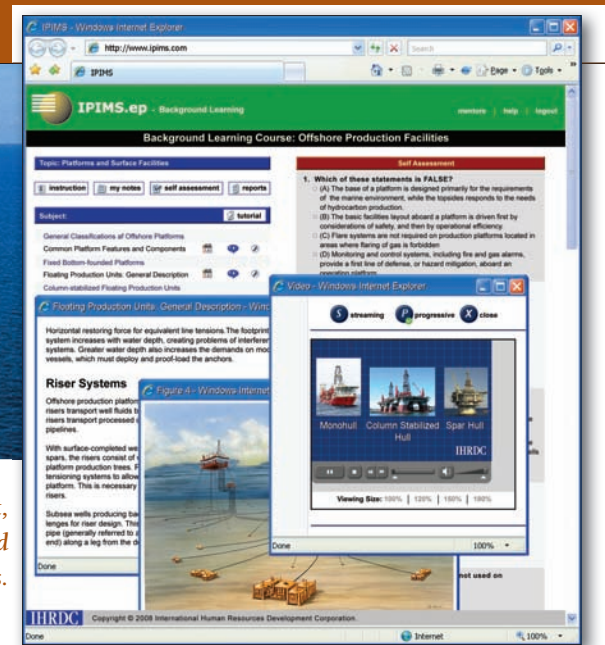 IPIMS - Windows Internet Explorer
http://www.ipims.com
Search
IPIMS
Page
Tools
IPIMS.ep - Background Learning
mentors | help | logout
Background Learning Course: Offshore Production Facilities
Topic: Platforms and Surface Facilities
instruction
my notes
self assessment
reports
Subject:
tutorial
General Classifications of Offshore Platforms
Common Platform Features and Components
Fixed Bottom-founded Platforms
Floating Production Units: General Description
Column-stabilized Floating Production Units
Self Assessment
1. Which of these statements is FALSE?
(A) The base of a platform is designed primarily for the requirements
of the marine environment, while the topsides responds to the needs
of hydrocarbon production.
(B) The basic facilities layout aboard a platform is driven first by
considerations of safety, and then by operational efficiency.
(C) Flare systems are not required on production platforms located in
areas where flaring of gas is forbidden
(D) Monitoring and control systems, including fire and gas alarms,
provide a first line of defense, or hazard mitigation, aboard an
operating platform.
Floating Production Units: General Description - Wind
Horizontal restoring force for equivalent line tensions. The footprint
system increases with water depth, creating problems of interferen
systems. Greater water depth also increases the demands on moo
vessels, which must deploy and proof-load the anchors.
Riser Systems
Offshore production platfor
risers transport well fluids b
risers transport processed
pipelines.
With surface-completed we
spars, the risers consist of
platform production trees. F
tensioning systems to allow
platform. This is necessary
risers.
Subsea wells producing bac
lenges for riser design. This
pipe (generally referred to a
end) along a leg from the d
Done
Figure 4 - Windows Internet
Video - Windows Internet Explorer
S streaming
P progressive
X close
Monohull
Column Stabilized
Hull
Spar Hull
IHRDC
Viewing Size: 100% | 120% | 150% | 190%
Done
100%
not used on
IHRDC
Copyright © 2008 International Human Resources Development Corporation.
Done
Internet
100%
t,
d
s.